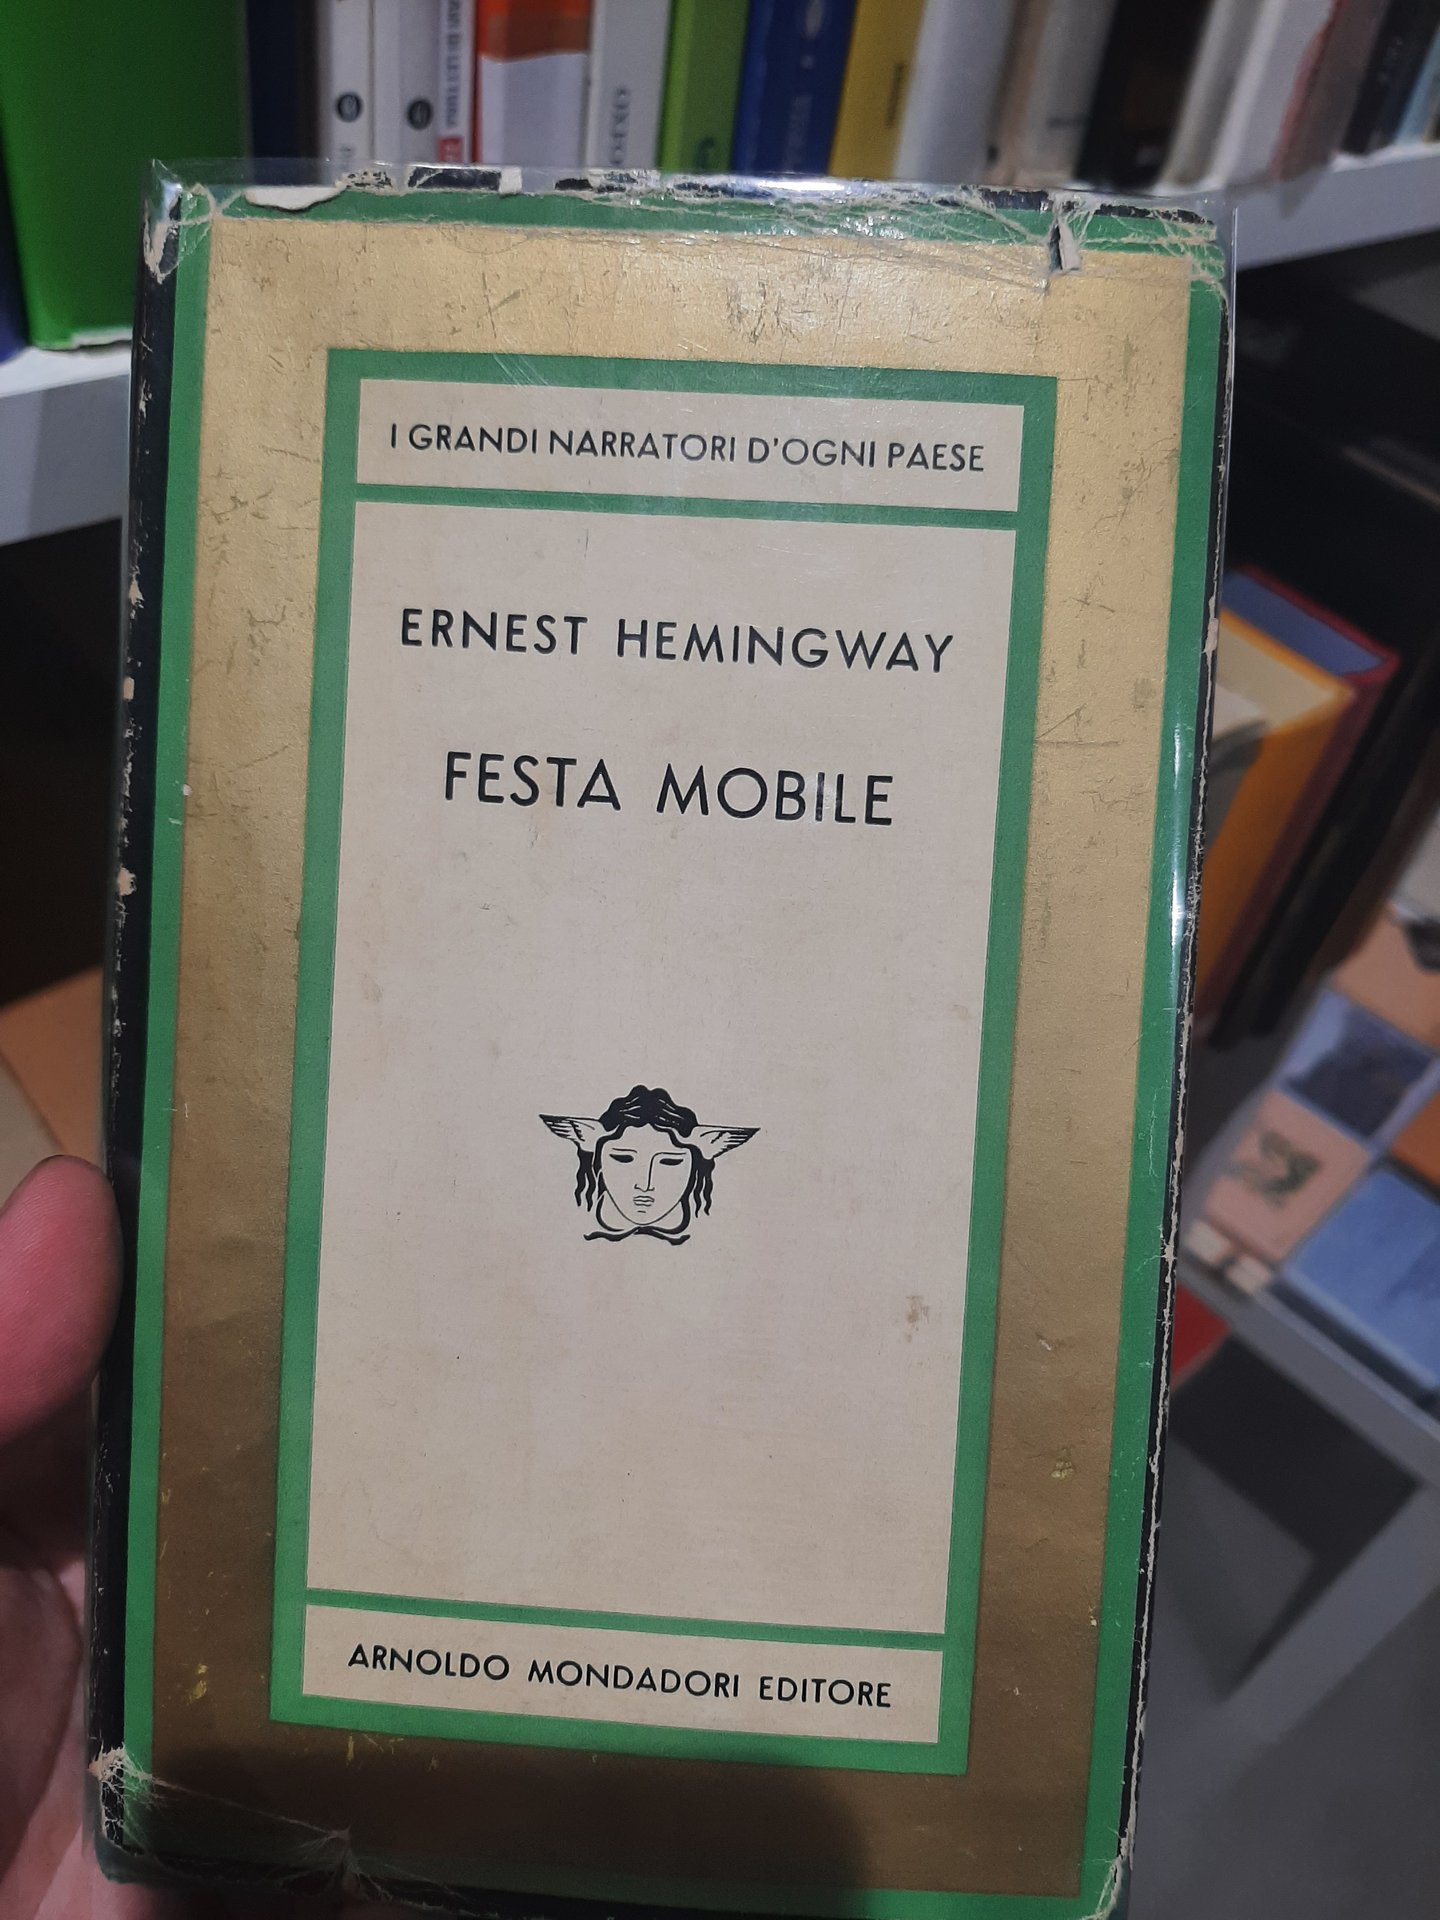 I GRANDI NARRATORI D'OGNI PAESE
ERNEST HEMINGWAY
FESTA MOBILE
ARNOLDO MONDADORI EDITORE